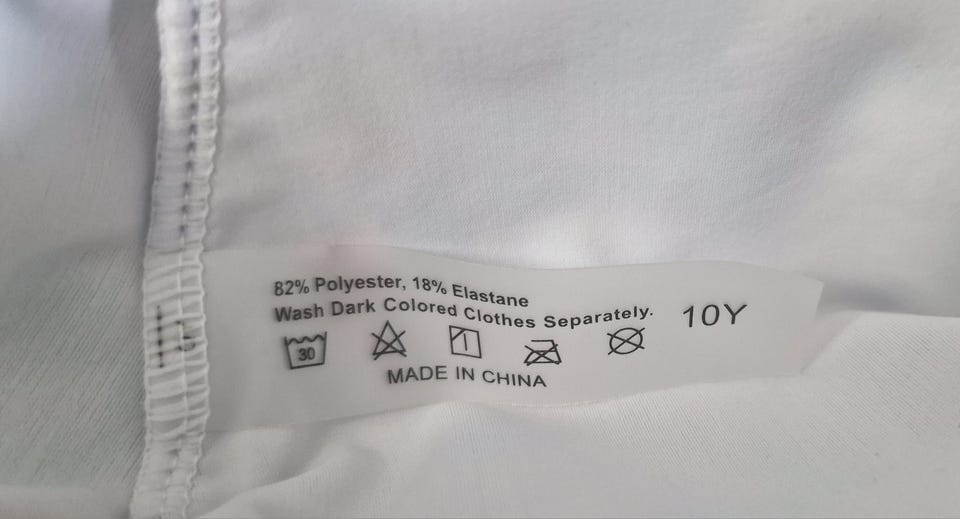 82% Polyester, 18% Elastane
Wash Dark Colored Clothes Separately.
10Y
30
MADE IN CHINA